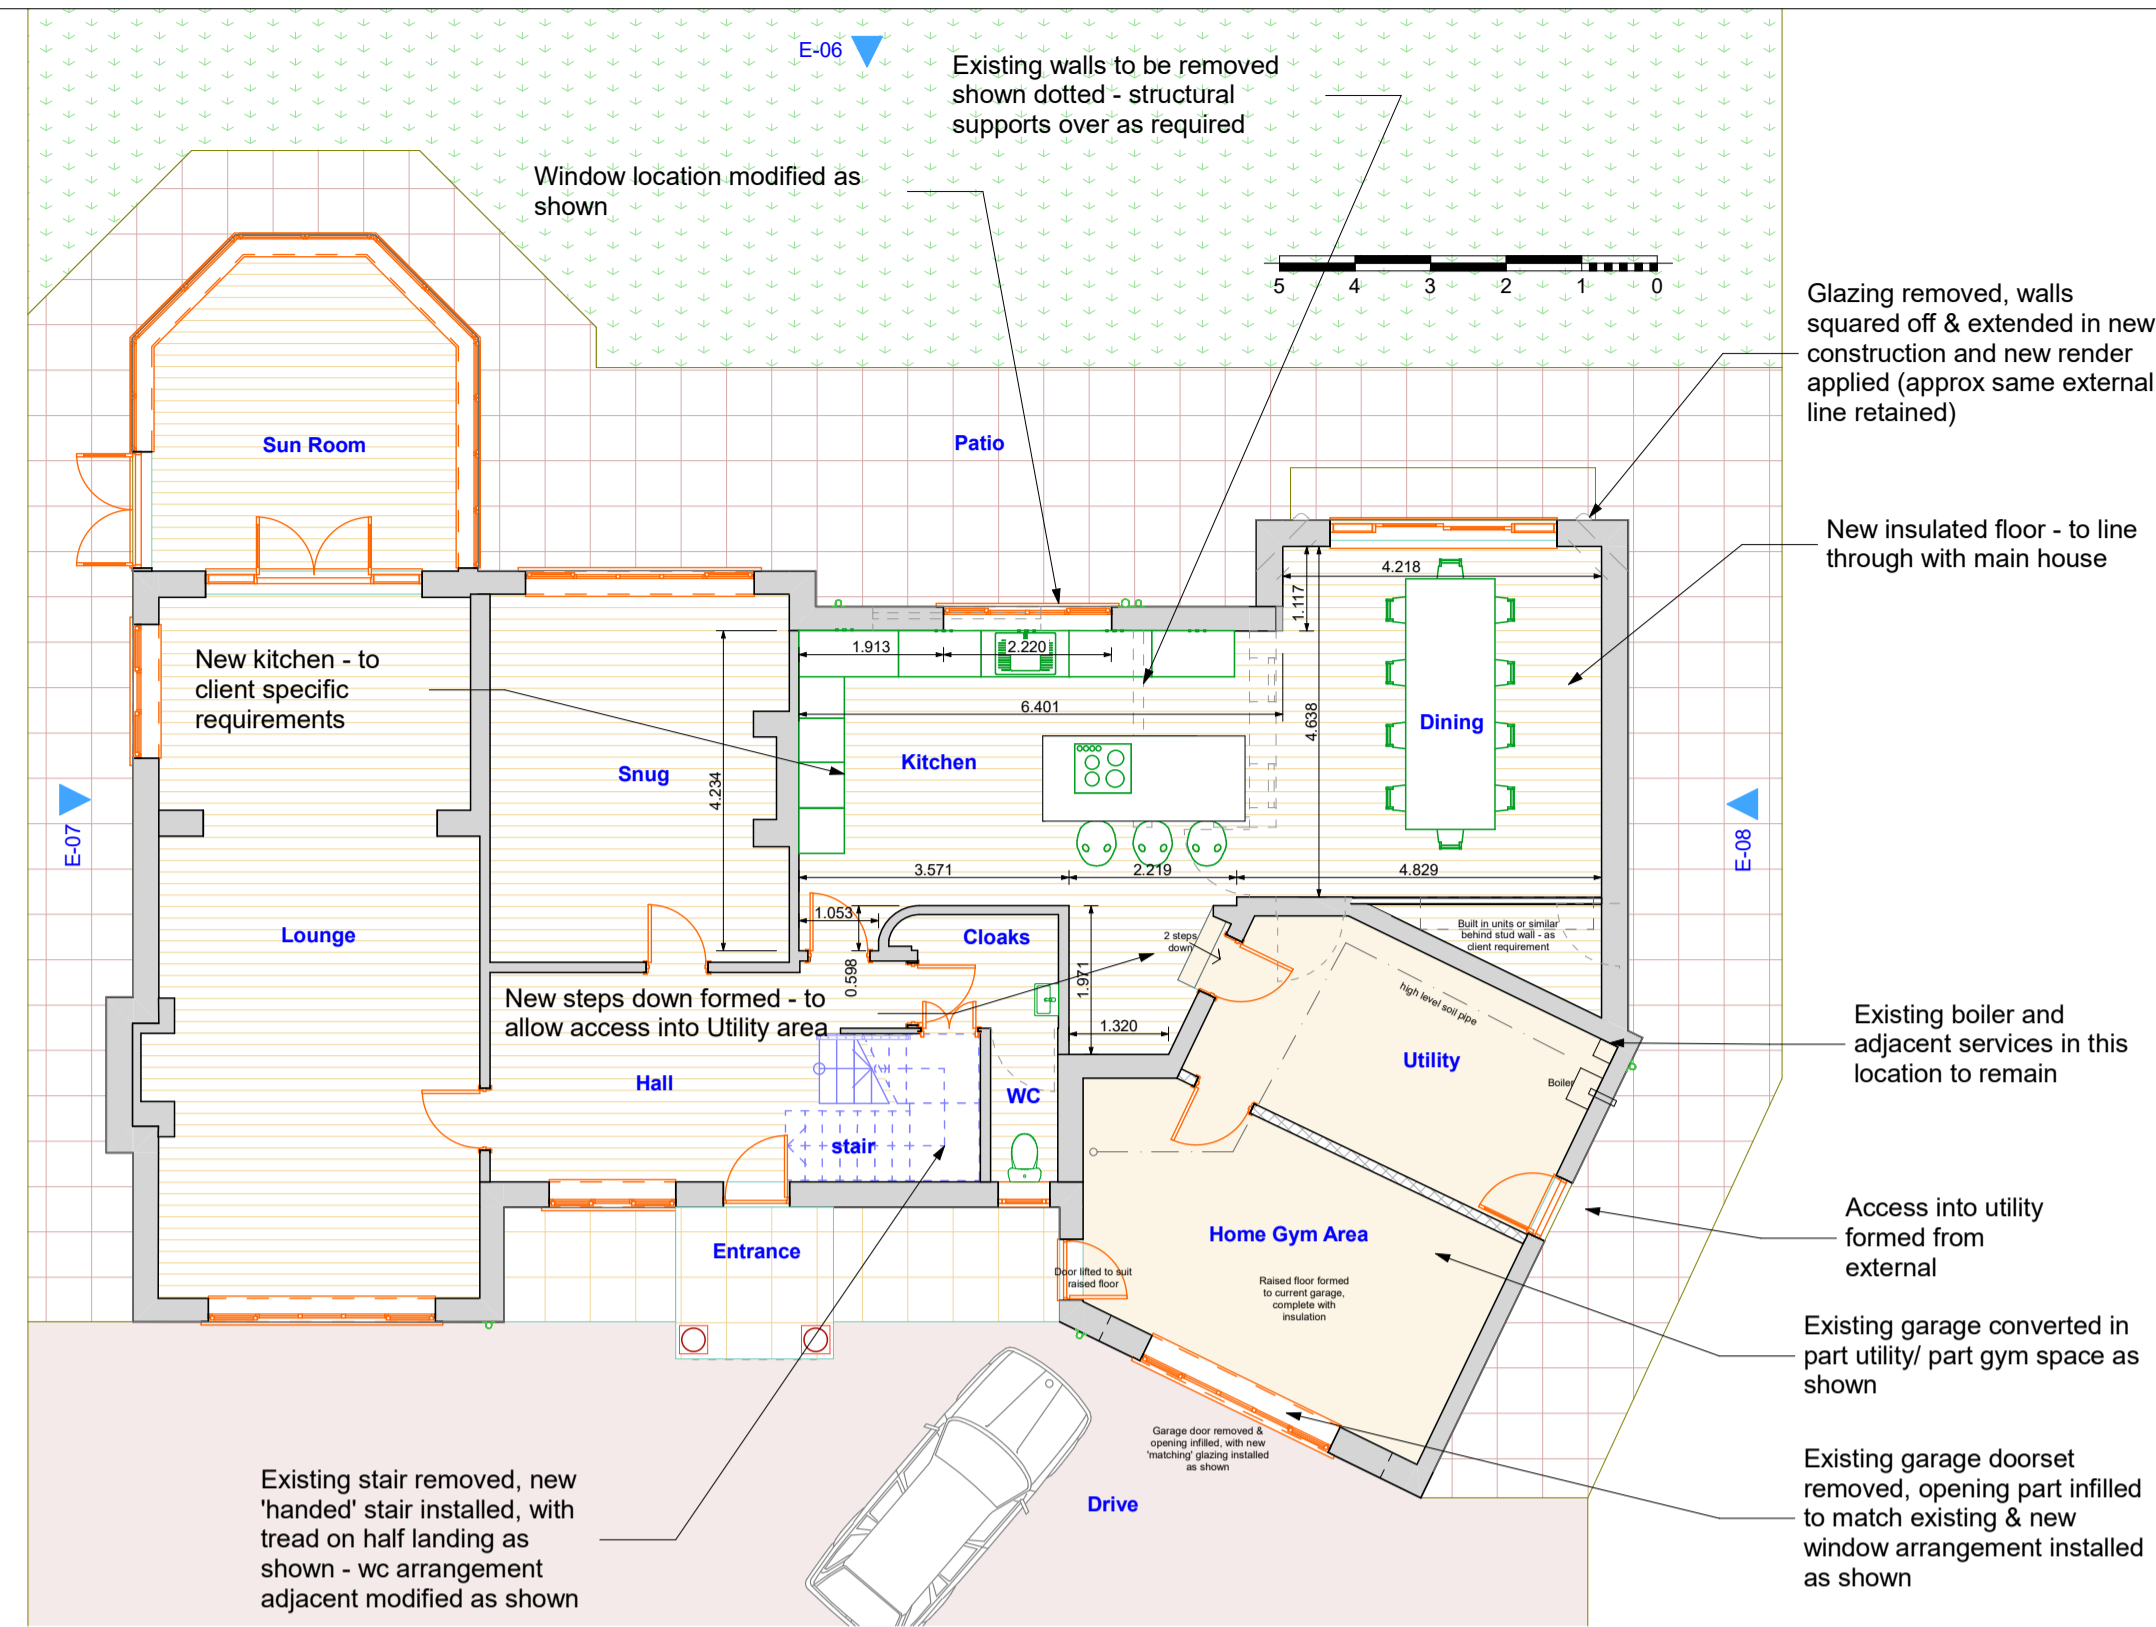 E-06
Existing walls to be removed
shown dotted - structural
supports over as required
Window location modified as
shown
5 4 3 2 1 0
Glazing removed, walls
squared off & extended in new
construction and new render
applied (approx same external
line retained)
Sun Room
Patio
New insulated floor - to line
through with main house
4.218
1.117
New kitchen - to
client specific
requirements
1.913
2.220
6.401
4.638
Dining
Snug
Kitchen
4.234
E-07
E-08
3.571
2.219
4.829
1.053
Lounge
Cloaks
2 steps
down
Built in units or similar
behind stud wall - as
client requirement
0.598
1.971
New steps down formed - to
allow access into Utility area
high level soil pipe
1.320
Existing boiler and
adjacent services in this
location to remain
Hall
WC
Utility
Boiler
stair
Access into utility
formed from
external
Entrance
Home Gym Area
Door lifted to suit
raised floor
Raised floor formed
to current garage,
complete with
insulation
Existing garage converted in
part utility/ part gym space as
shown
Garage door removed &
opening infilled, with new
'matching' glazing installed
as shown
Drive
Existing stair removed, new
'handed' stair installed, with
tread on half landing as
shown - wc arrangement
adjacent modified as shown
Existing garage doorset
removed, opening part infilled
to match existing & new
window arrangement installed
as shown